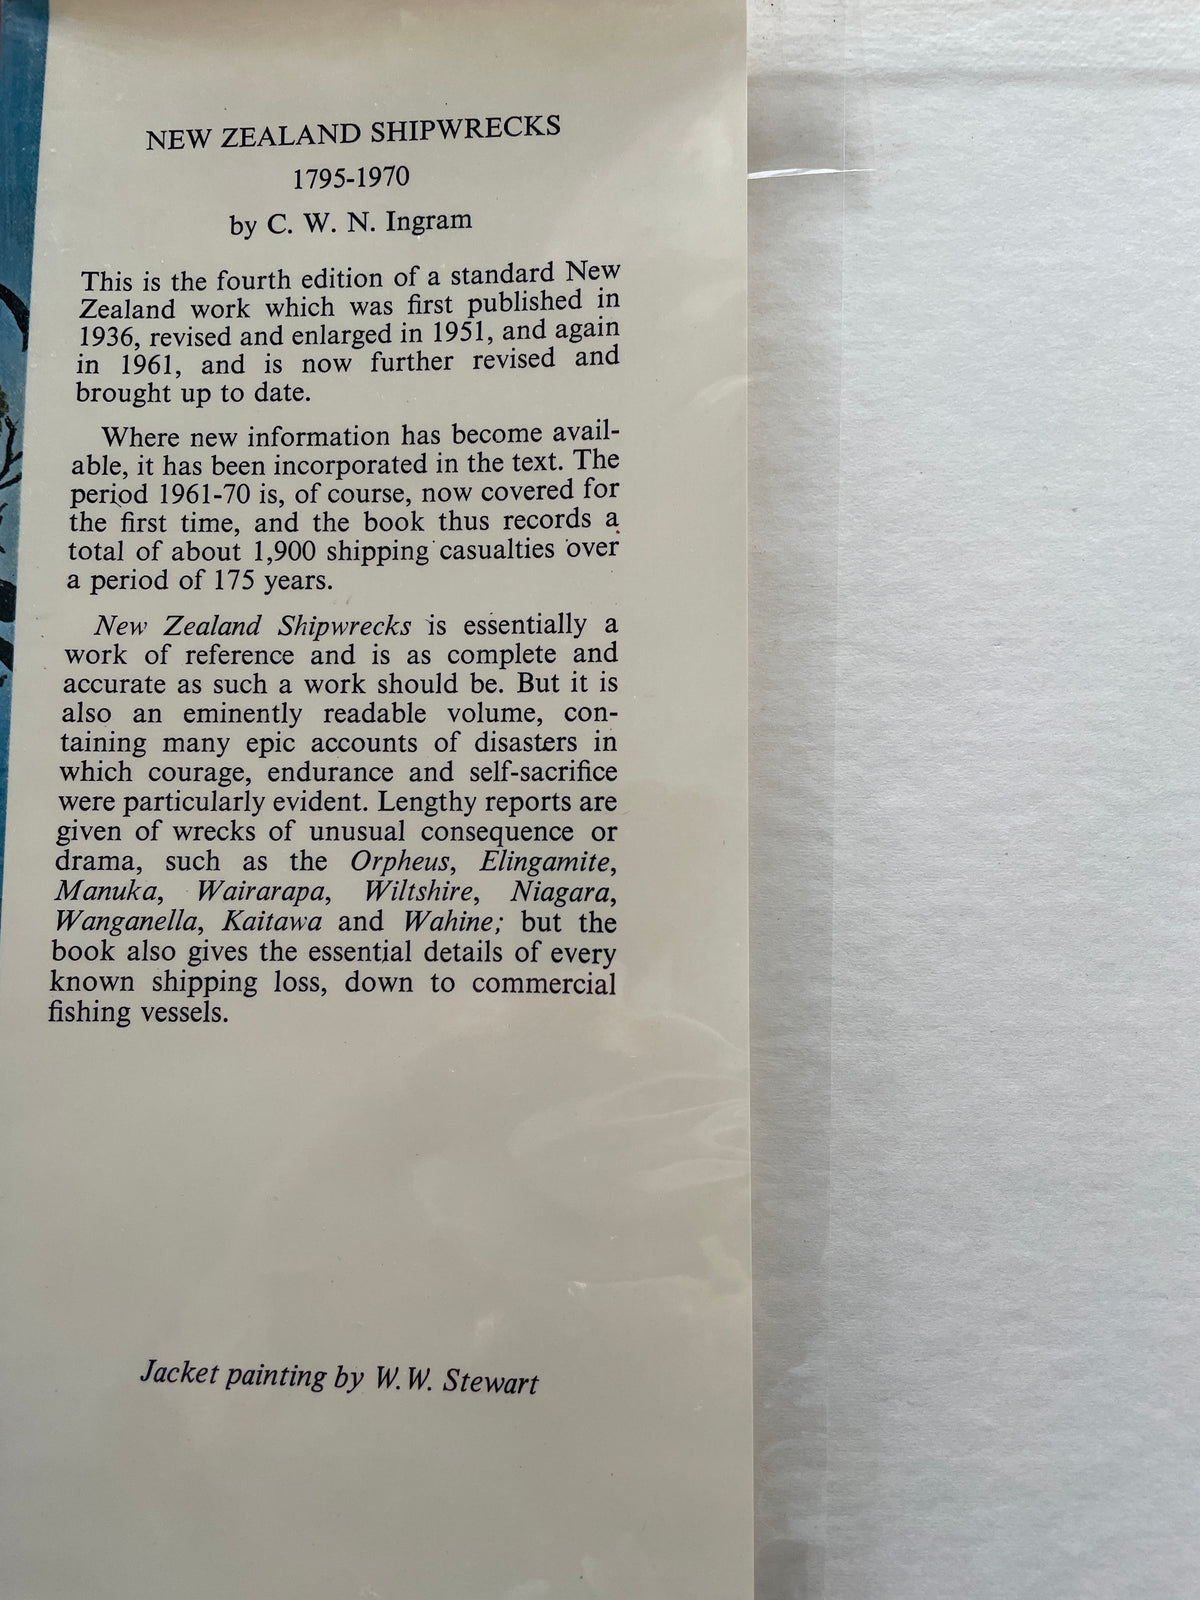 NEW ZEALAND SHIPWRECKS
1795-1970
by C. W. N. Ingram
This is the fourth edition of a standard New
Zealand work which was first published in
1936, revised and enlarged in 1951, and again
in 1961, and is now further revised and
brought up to date.
Where new information has become avail-
able, it has been incorporated in the text. The
period 1961-70 is, of course, now covered for
the first time, and the book thus records a
total of about 1,900 shipping casualties over
a period of 175 years.
New Zealand Shipwrecks is essentially a
work of reference and is as complete and
accurate as such a work should be. But it is
also an eminently readable volume, con-
taining many epic accounts of disasters in
which courage, endurance and self-sacrifice
were particularly evident. Lengthy reports are
given of wrecks of unusual consequence or
drama, such as the Orpheus, Elingamite,
Manuka, Wairarapa, Wiltshire, Niagara,
Wanganella, Kaitawa and Wahine; but the
book also gives the essential details of every
known shipping loss, down to commercial
fishing vessels.
Jacket painting by W. W. Stewart